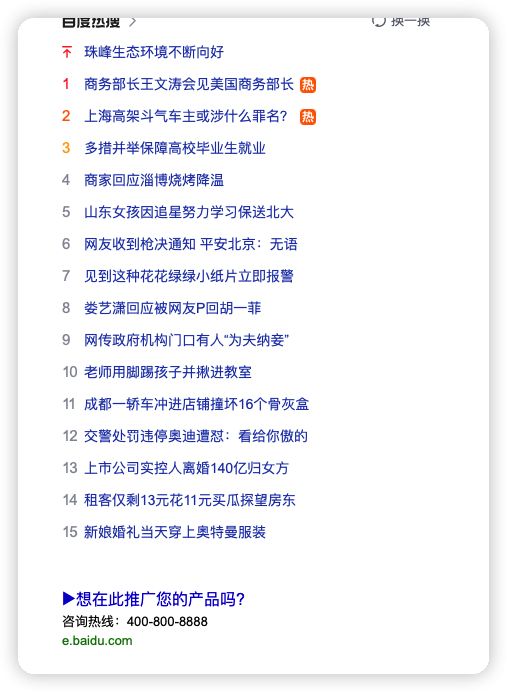 百度热搜 > 换一换
珠峰生态环境不断向好
1 商务部长王文涛会见美国商务部长 热
2 上海高架斗气车主或涉什么罪名? 热
3 多措并举保障高校毕业生就业
4 商家回应淄博烧烤降温
5 山东女孩因追星努力学习保送北大
6 网友收到枪决通知 平安北京：无语
7 见到这种花花绿绿小纸片立即报警
8 娄艺潇回应被网友P回胡一菲
9 网传政府机构门口有人“为夫纳妾”
10 老师用脚踢孩子并揪进教室
11 成都一轿车冲进店铺撞坏16个骨灰盒
12 交警处罚违停奥迪遭怼：看给你傲的
13 上市公司实控人离婚140亿归女方
14 租客仅剩13元花11元买瓜探望房东
15 新娘婚礼当天穿上奥特曼服装
▶想在此推广您的产品吗?
咨询热线：400-800-8888
e.baidu.com